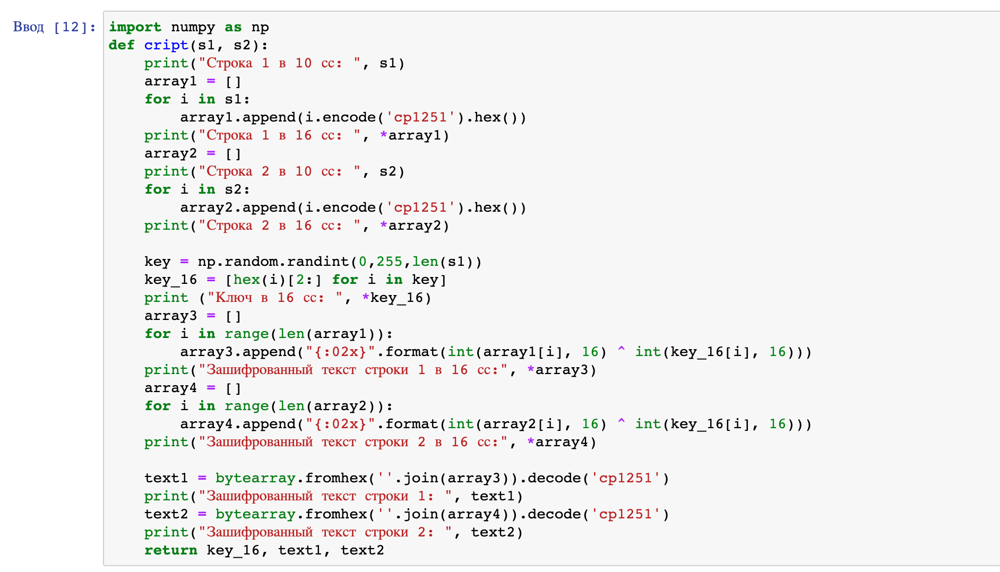 Ввод [12]: import numpy as np
def cript(s1, s2):
    print("Строка 1 в 10 сс: ", s1)
    array1 = []
    for i in s1:
        array1.append(i.encode('cp1251').hex())
    print("Строка 1 в 16 сс: ", *array1)
    array2 = []
    print("Строка 2 в 10 сс: ", s2)
    for i in s2:
        array2.append(i.encode('cp1251').hex())
    print("Строка 2 в 16 сс: ", *array2)

    key = np.random.randint(0,255,len(s1))
    key_16 = [hex(i)[2:] for i in key]
    print ("Ключ в 16 сс: ", *key_16)
    array3 = []
    for i in range(len(array1)):
        array3.append("{:02x}".format(int(array1[i], 16) ^ int(key_16[i], 16)))
    print("Зашифрованный текст строки 1 в 16 сс:", *array3)
    array4 = []
    for i in range(len(array2)):
        array4.append("{:02x}".format(int(array2[i], 16) ^ int(key_16[i], 16)))
    print("Зашифрованный текст строки 2 в 16 сс:", *array4)

    text1 = bytearray.fromhex(''.join(array3)).decode('cp1251')
    print("Зашифрованный текст строки 1: ", text1)
    text2 = bytearray.fromhex(''.join(array4)).decode('cp1251')
    print("Зашифрованный текст строки 2: ", text2)
    return key_16, text1, text2